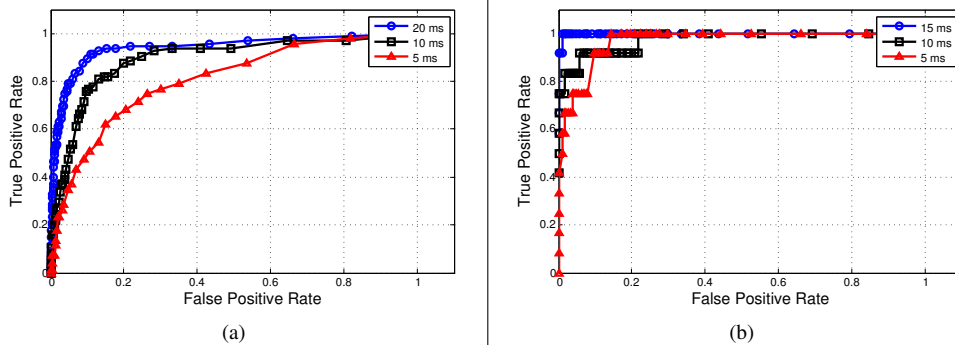 20 ms
10 ms
5 ms
1
0.8
0.6
0.4
0.2
0
0 0.2 0.4 0.6 0.8 1
True Positive Rate
False Positive Rate
(a)
15 ms
10 ms
5 ms
1
0.8
0.6
0.4
0.2
0
0 0.2 0.4 0.6 0.8 1
True Positive Rate
False Positive Rate
(b)